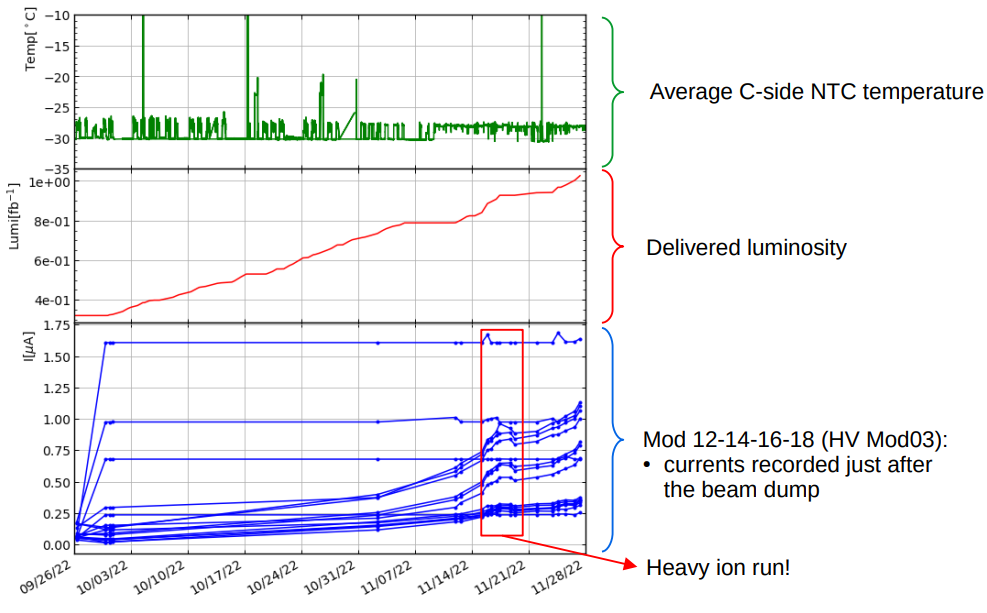 Temp[°C]
−10
−15
−20
−25
−30
−35
Average C-side NTC temperature
Lumi[fb⁻¹]
1e+00
8e-01
6e-01
4e-01
Delivered luminosity
I[μA]
1.75
1.50
1.25
1.00
0.75
0.50
0.25
0.00
Mod 12-14-16-18 (HV Mod03):
• currents recorded just after
the beam dump
Heavy ion run!
09/26/22
10/03/22
10/10/22
10/17/22
10/24/22
10/31/22
11/07/22
11/14/22
11/21/22
11/28/22